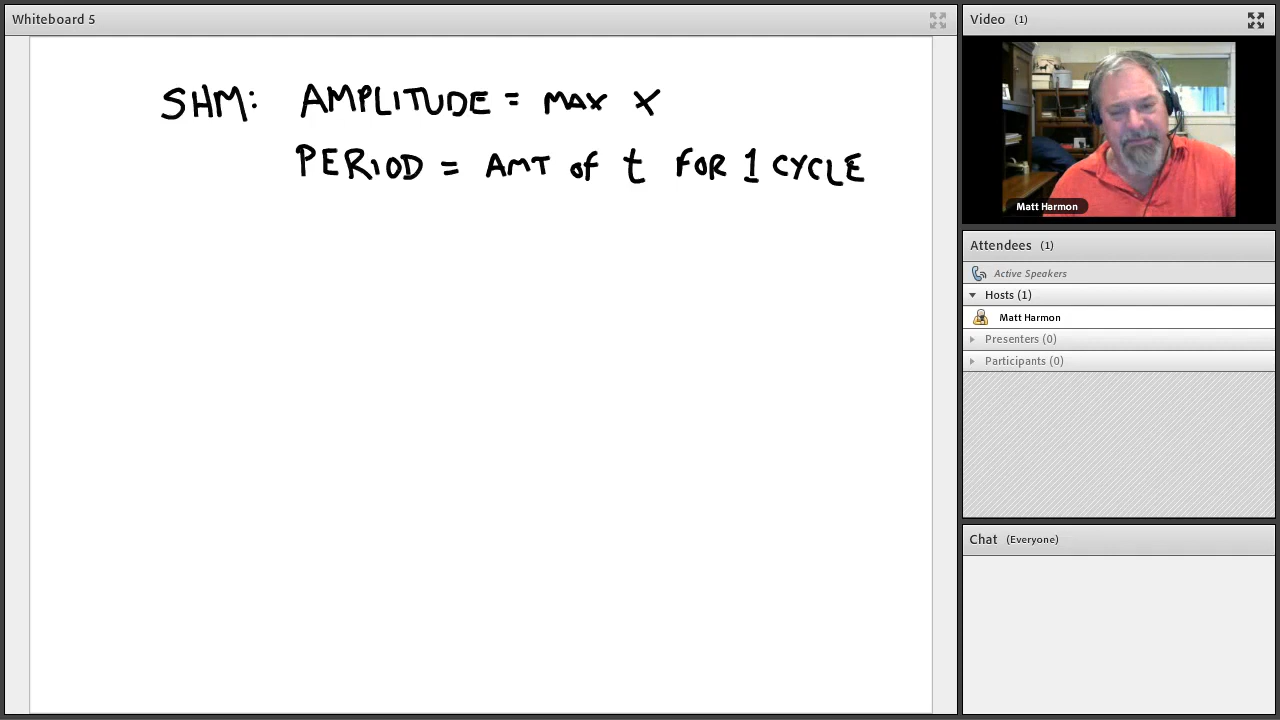 Whiteboard 5
SHM: AMPLITUDE = MAX X
PERIOD = AMT of t FOR 1 CYCLE
Video (1)
Matt Harmon
Attendees (1)
Active Speakers
Hosts (1)
Matt Harmon
Presenters (0)
Participants (0)
Chat (Everyone)